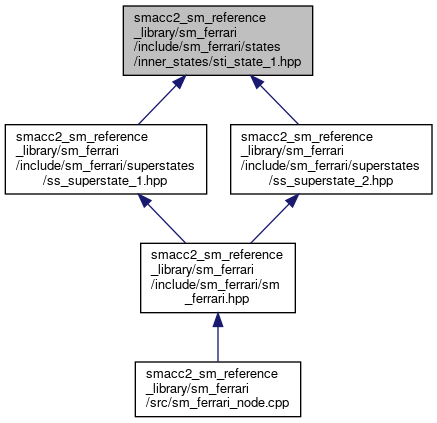 smacc2_sm_reference
_library/sm_ferrari
/include/sm_ferrari/states
/inner_states/sti_state_1.hpp
smacc2_sm_reference
_library/sm_ferrari
/include/sm_ferrari/superstates
/ss_superstate_1.hpp
smacc2_sm_reference
_library/sm_ferrari
/include/sm_ferrari/superstates
/ss_superstate_2.hpp
smacc2_sm_reference
_library/sm_ferrari
/include/sm_ferrari/sm
_ferrari.hpp
smacc2_sm_reference
_library/sm_ferrari
/src/sm_ferrari_node.cpp